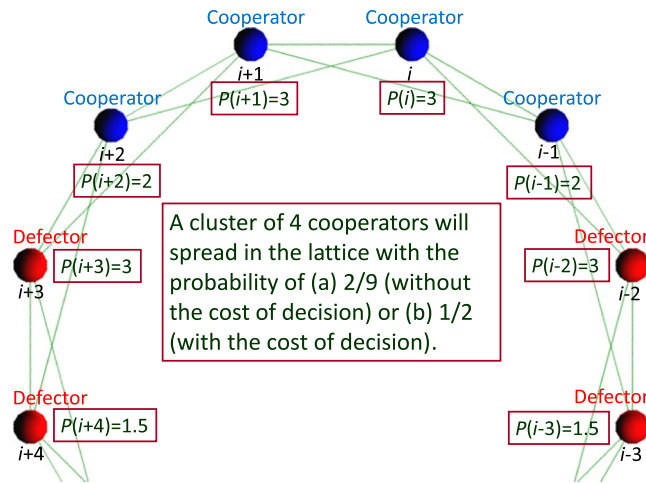 Cooperator
Cooperator
i+1
i
P(i+1)=3
P(i)=3
Cooperator
Cooperator
i+2
i-1
P(i+2)=2
P(i-1)=2
A cluster of 4 cooperators will
spread in the lattice with the
probability of (a) 2/9 (without
the cost of decision) or (b) 1/2
(with the cost of decision).
Defector
Defector
P(i+3)=3
P(i-2)=3
i+3
i-2
Defector
Defector
P(i+4)=1.5
P(i-3)=1.5
i+4
i-3